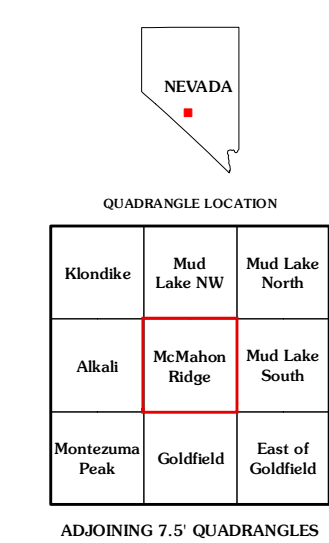 NEVADA
QUADRANGLE LOCATION
Klondike
Mud
Lake NW
Mud Lake
North
Alkali
McMahon
Ridge
Mud Lake
South
Montezuma
Peak
Goldfield
East of
Goldfield
ADJOINING 7.5' QUADRANGLES